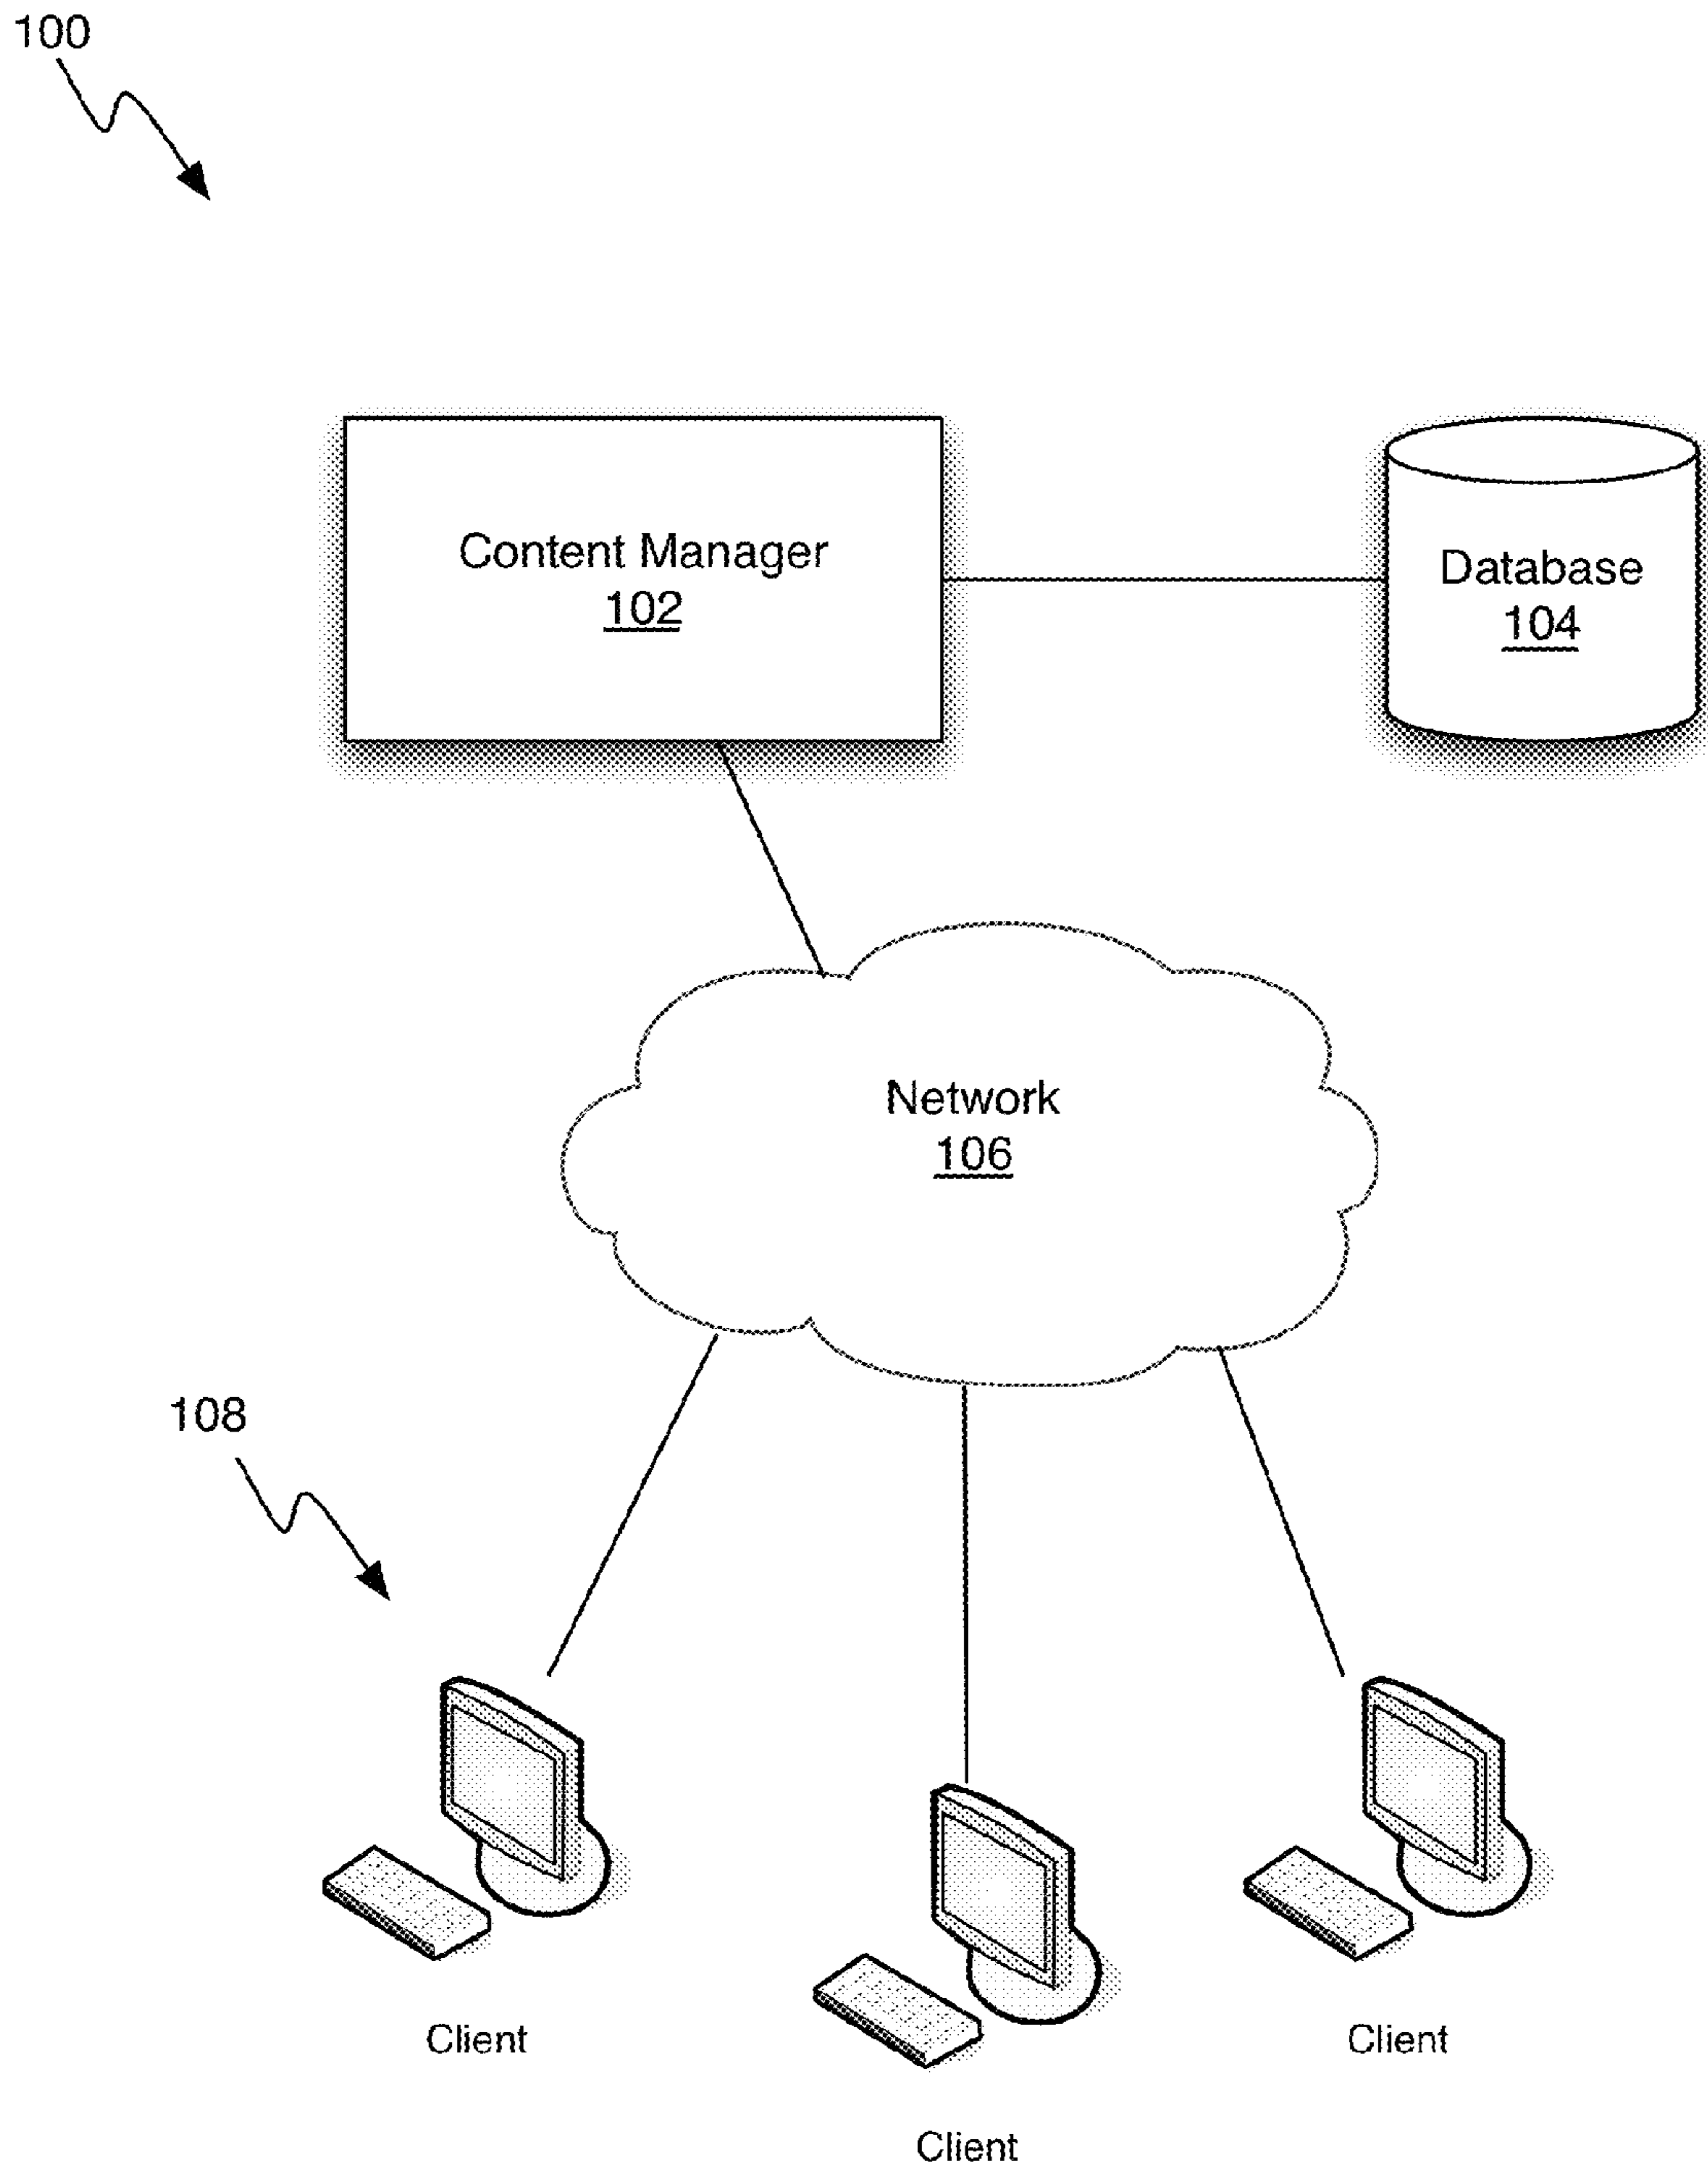 100
Content Manager
102
Database
104
Network
106
108
Client
Client
Client